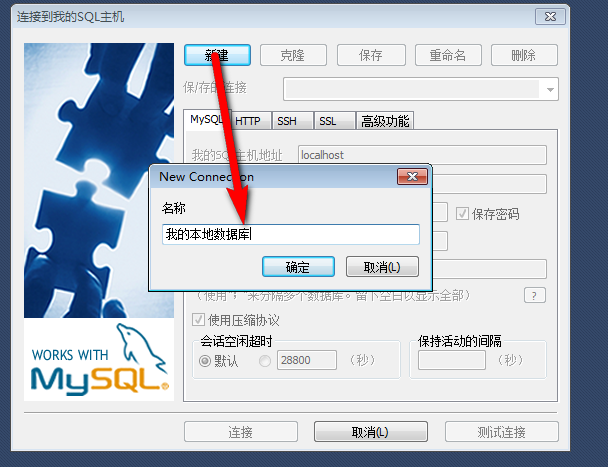 连接到我的SQL主机
新建
克隆
保存
重命名
删除
保/存的连接
MySQL
HTTP
SSH
SSL
高级功能
我的SQL主机地址
localhost
New Connection
名称
保存密码
我的本地数据库
确定
取消(L)
（使用";" 来分隔多个数据库。留下空白以显示全部）
?
使用压缩协议
会话空闲超时
保持活动的间隔
默认
28800
（秒）
（秒）
WORKS WITH
MySQL®
连接
取消(L)
测试连接